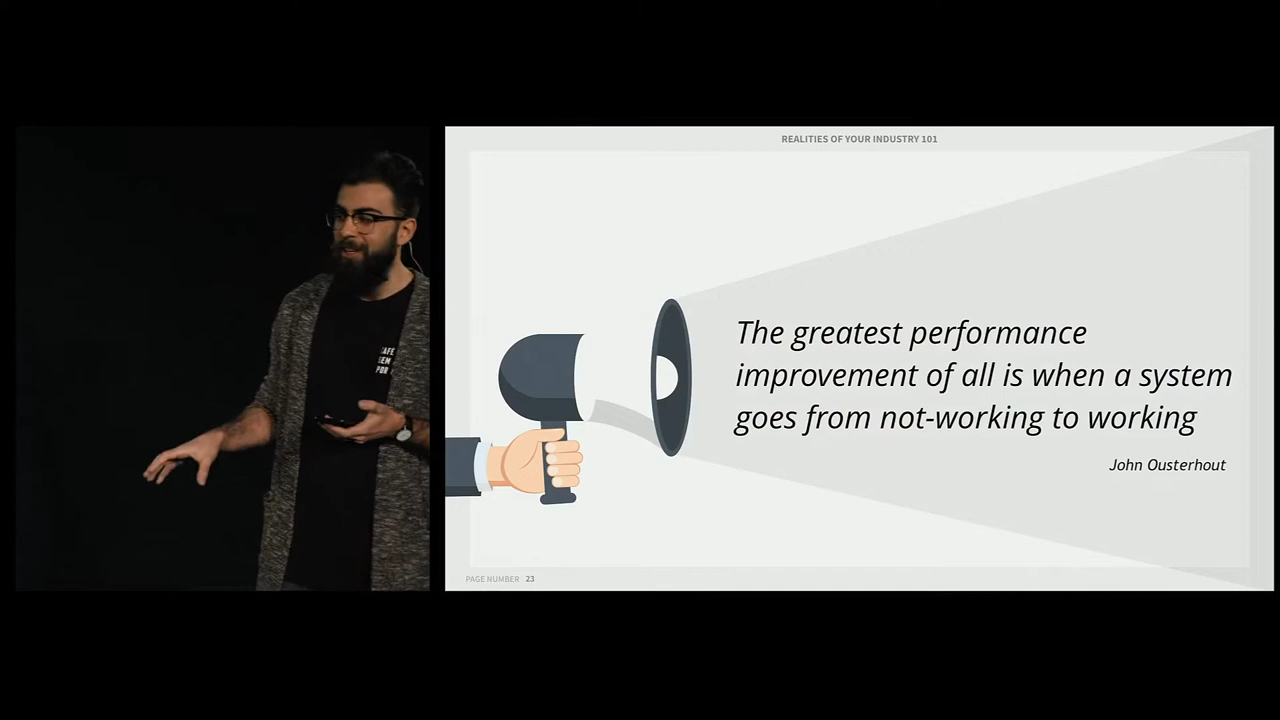 REALITIES OF YOUR INDUSTRY 101
The greatest performance
improvement of all is when a system
goes from not-working to working
John Ousterhout
PAGE NUMBER 23